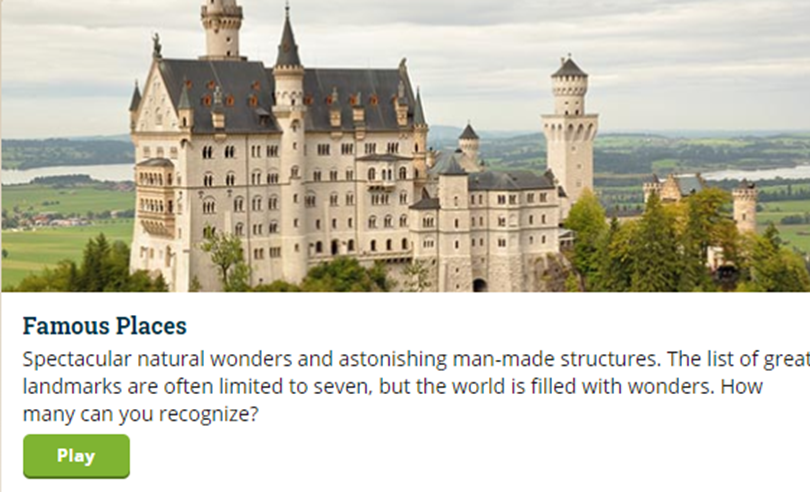 Famous Places
Spectacular natural wonders and astonishing man-made structures. The list of great
landmarks are often limited to seven, but the world is filled with wonders. How
many can you recognize?
Play